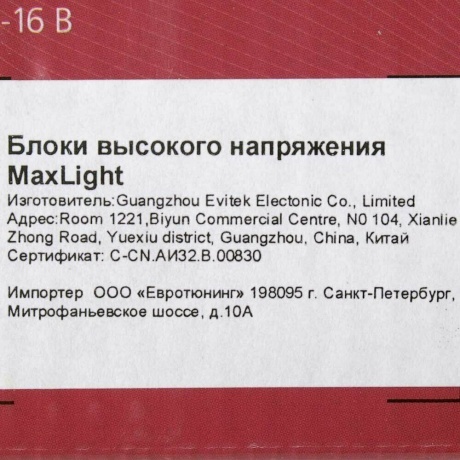 -16 В
Блоки высокого напряжения
MaxLight
Изготовитель:Guangzhou Evitek Electonic Co., Limited
Адрес:Room 1221,Biyun Commercial Centre, N0 104, Xianlie
Zhong Road, Yuexiu district, Guangzhou, China, Китай
Сертификат: C-CN.АИ32.В.00830
Импортер ООО «Евротюнинг» 198095 г. Санкт-Петербург,
Митрофаньевское шоссе, д.10А